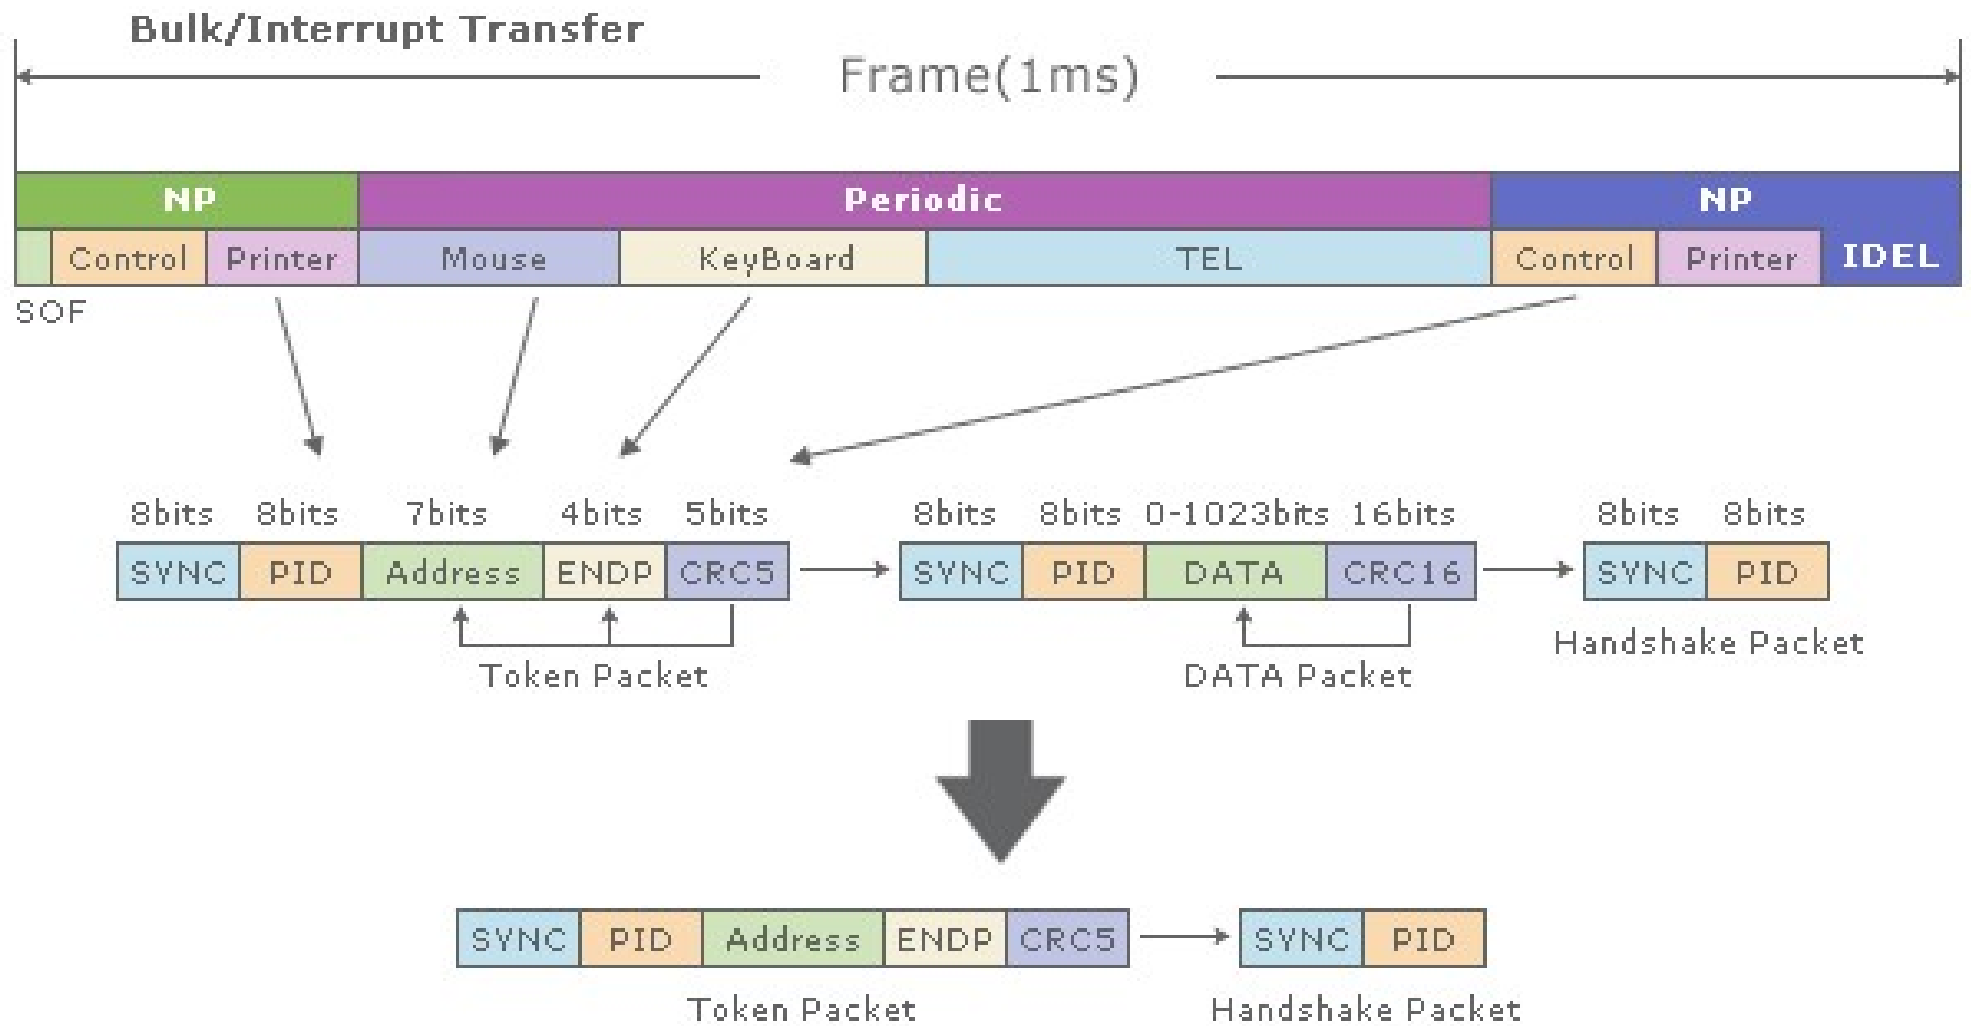 Bulk/Interrupt Transfer
Frame(1ms)
NP Periodic NP
Control Printer Mouse KeyBoard TEL Control Printer IDEL
SOF
8bits 8bits 7bits 4bits 5bits 8bits 8bits 0-1023bits 16bits 8bits 8bits
SYNC PID Address ENDP CRC5 SYNC PID DATA CRC16 SYNC PID
Handshake Packet
Token Packet DATA Packet
SYNC PID Address ENDP CRC5 SYNC PID
Token Packet Handshake Packet